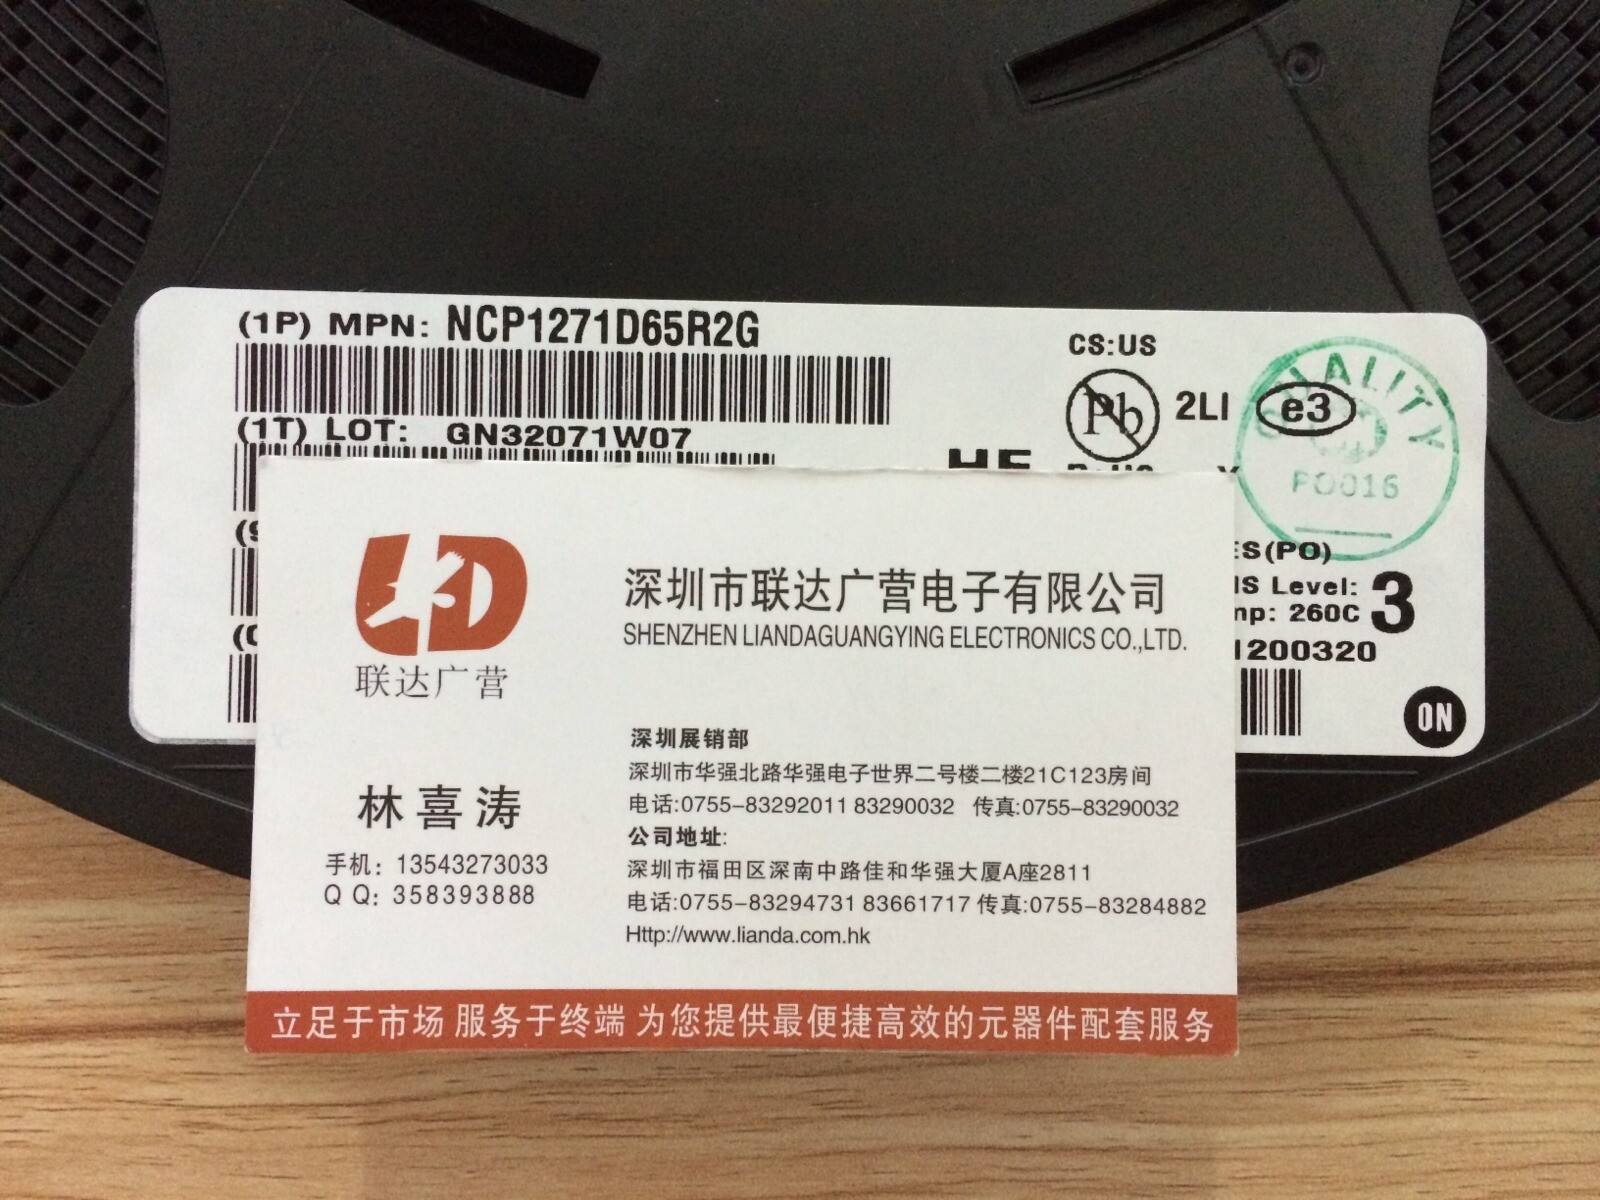 (1P) MPN: NCP1271D65R2G
CS:US
Pb 2LI e3
QUALITY
PO016
(1T) LOT: GN32071W07
HF
ES(PO)
Level: 3
260C
1200320
ON
联达广营
深圳市联达广营电子有限公司
SHENZHEN LIANDAGUANGYING ELECTRONICS CO.,LTD.
林喜涛
手机：13543273033
Q Q：358393888
深圳展销部
深圳市华强北路华强电子世界二号楼二楼21C123房间
电话:0755-83292011 83290032 传真:0755-83290032
公司地址:
深圳市福田区深南中路佳和华强大厦A座2811
电话:0755-83294731 83661717 传真:0755-83284882
Http://www.lianda.com.hk
立足于市场 服务于终端 为您提供最便捷高效的元器件配套服务